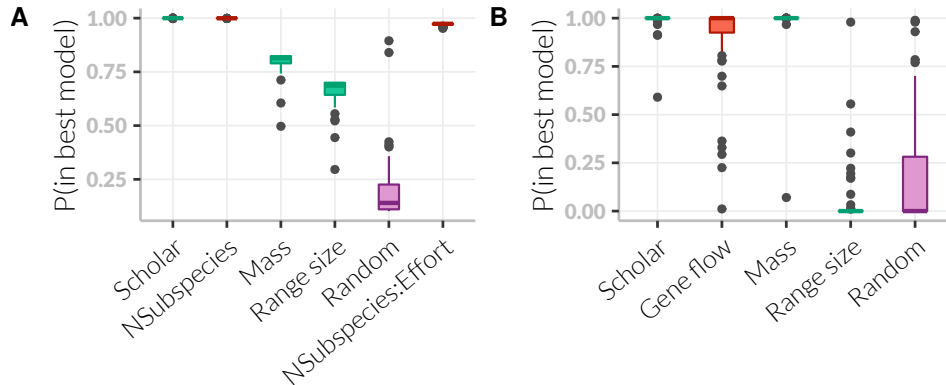 A
P(in best model)
1.00
0.75
0.50
0.25
Scholar
NSubspecies
Mass
Range size
Random
NSubspecies:Effort
B
P(in best model)
1.00
0.75
0.50
0.25
0.00
Scholar
Gene flow
Mass
Range size
Random